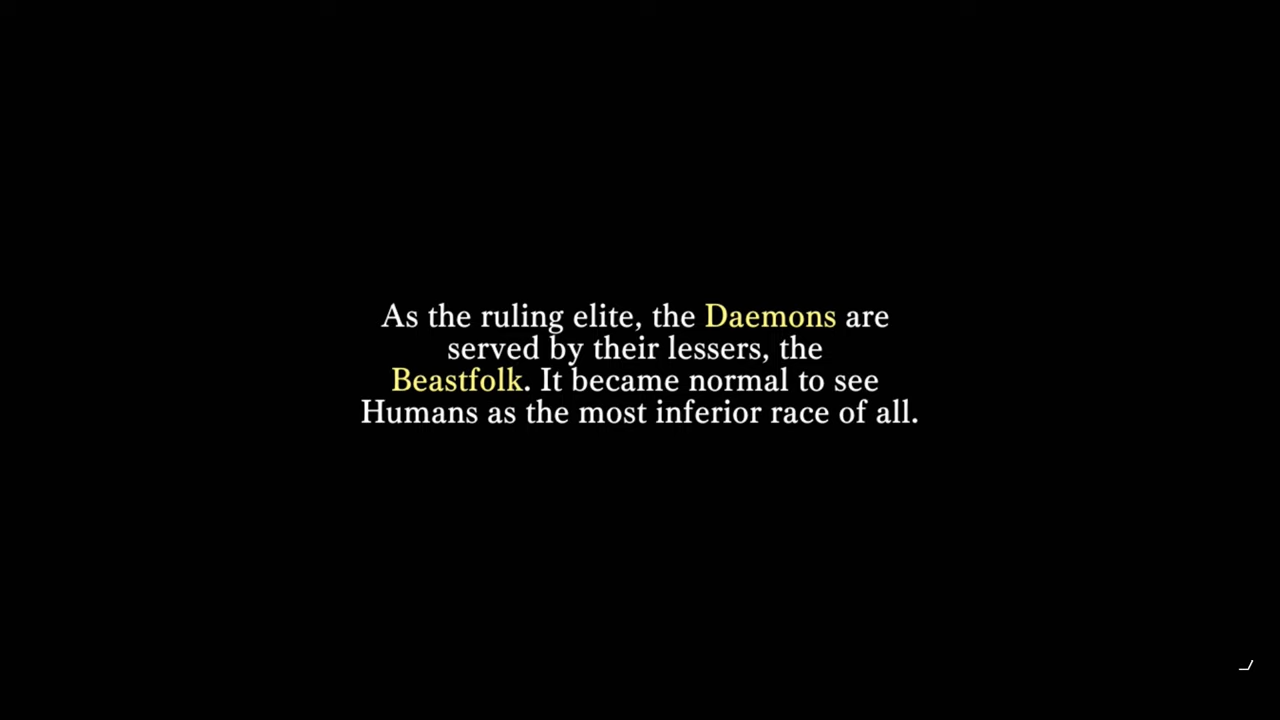 As the ruling elite, the Daemons are
served by their lessers, the
Beastfolk. It became normal to see
Humans as the most inferior race of all.